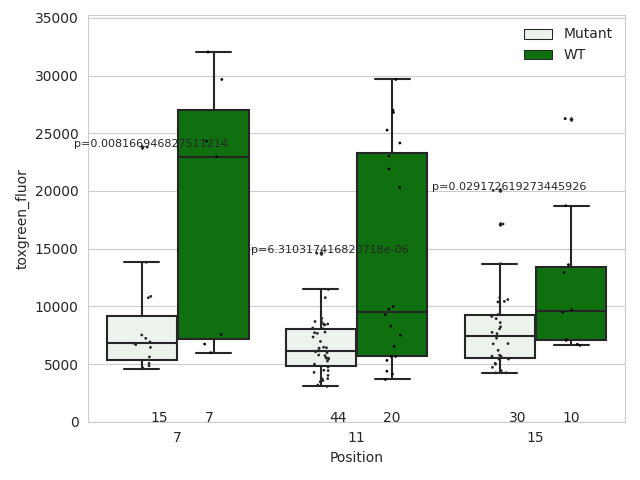 35000
Mutant
WT
30000
25000
p=0.008166946827511214
20000
p=0.029172619273445926
15000
p=6.310317416820718e-06
10000
5000
0
toxgreen_fluor
15 7 44 20 30 10
7 11 15
Position